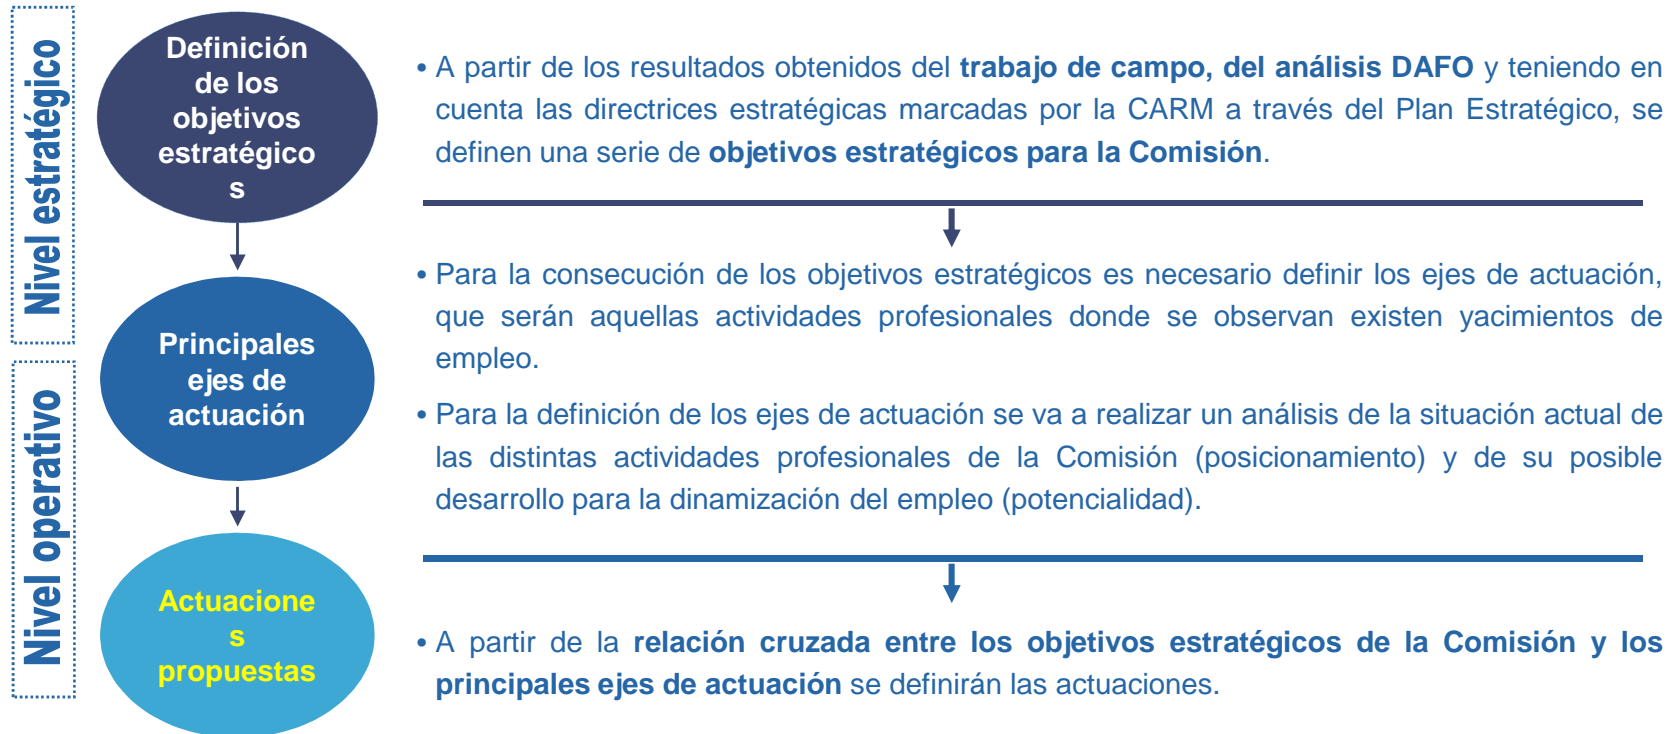 Nivel estratégico
Definición
de los
objetivos
estratégico
s
• A partir de los resultados obtenidos del trabajo de campo, del análisis DAFO y teniendo en
cuenta las directrices estratégicas marcadas por la CARM a través del Plan Estratégico, se
definen una serie de objetivos estratégicos para la Comisión.
Nivel operativo
Principales
ejes de
actuación
• Para la consecución de los objetivos estratégicos es necesario definir los ejes de actuación,
que serán aquellas actividades profesionales donde se observan existen yacimientos de
empleo.
• Para la definición de los ejes de actuación se va a realizar un análisis de la situación actual de
las distintas actividades profesionales de la Comisión (posicionamiento) y de su posible
desarrollo para la dinamización del empleo (potencialidad).
Actuacione
s
propuestas
• A partir de la relación cruzada entre los objetivos estratégicos de la Comisión y los
principales ejes de actuación se definirán las actuaciones.